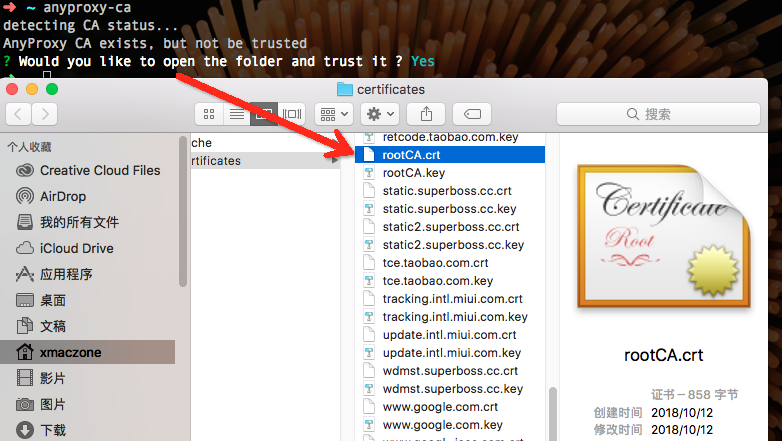 ➜ ~ anyproxy-ca
detecting CA status...
AnyProxy CA exists, but not be trusted
? Would you like to open the folder and trust it ? Yes
certificates
搜索
个人收藏
Creative Cloud Files
AirDrop
我的所有文件
iCloud Drive
应用程序
桌面
文稿
xmaczone
影片
图片
下载
che
rtificates
retcode.taobao.com.key
rootCA.crt
rootCA.key
static.superboss.cc.crt
static.superboss.cc.key
static2.superboss.cc.crt
static2.superboss.cc.key
tce.taobao.com.crt
tce.taobao.com.key
tracking.intl.miui.com.crt
tracking.intl.miui.com.key
update.intl.miui.com.crt
update.intl.miui.com.key
wdmst.superboss.cc.crt
wdmst.superboss.cc.key
www.google.com.crt
www.google.com.key
Certificate
Root
rootCA.crt
证书－858 字节
创建时间 2018/10/12
修改时间 2018/10/12